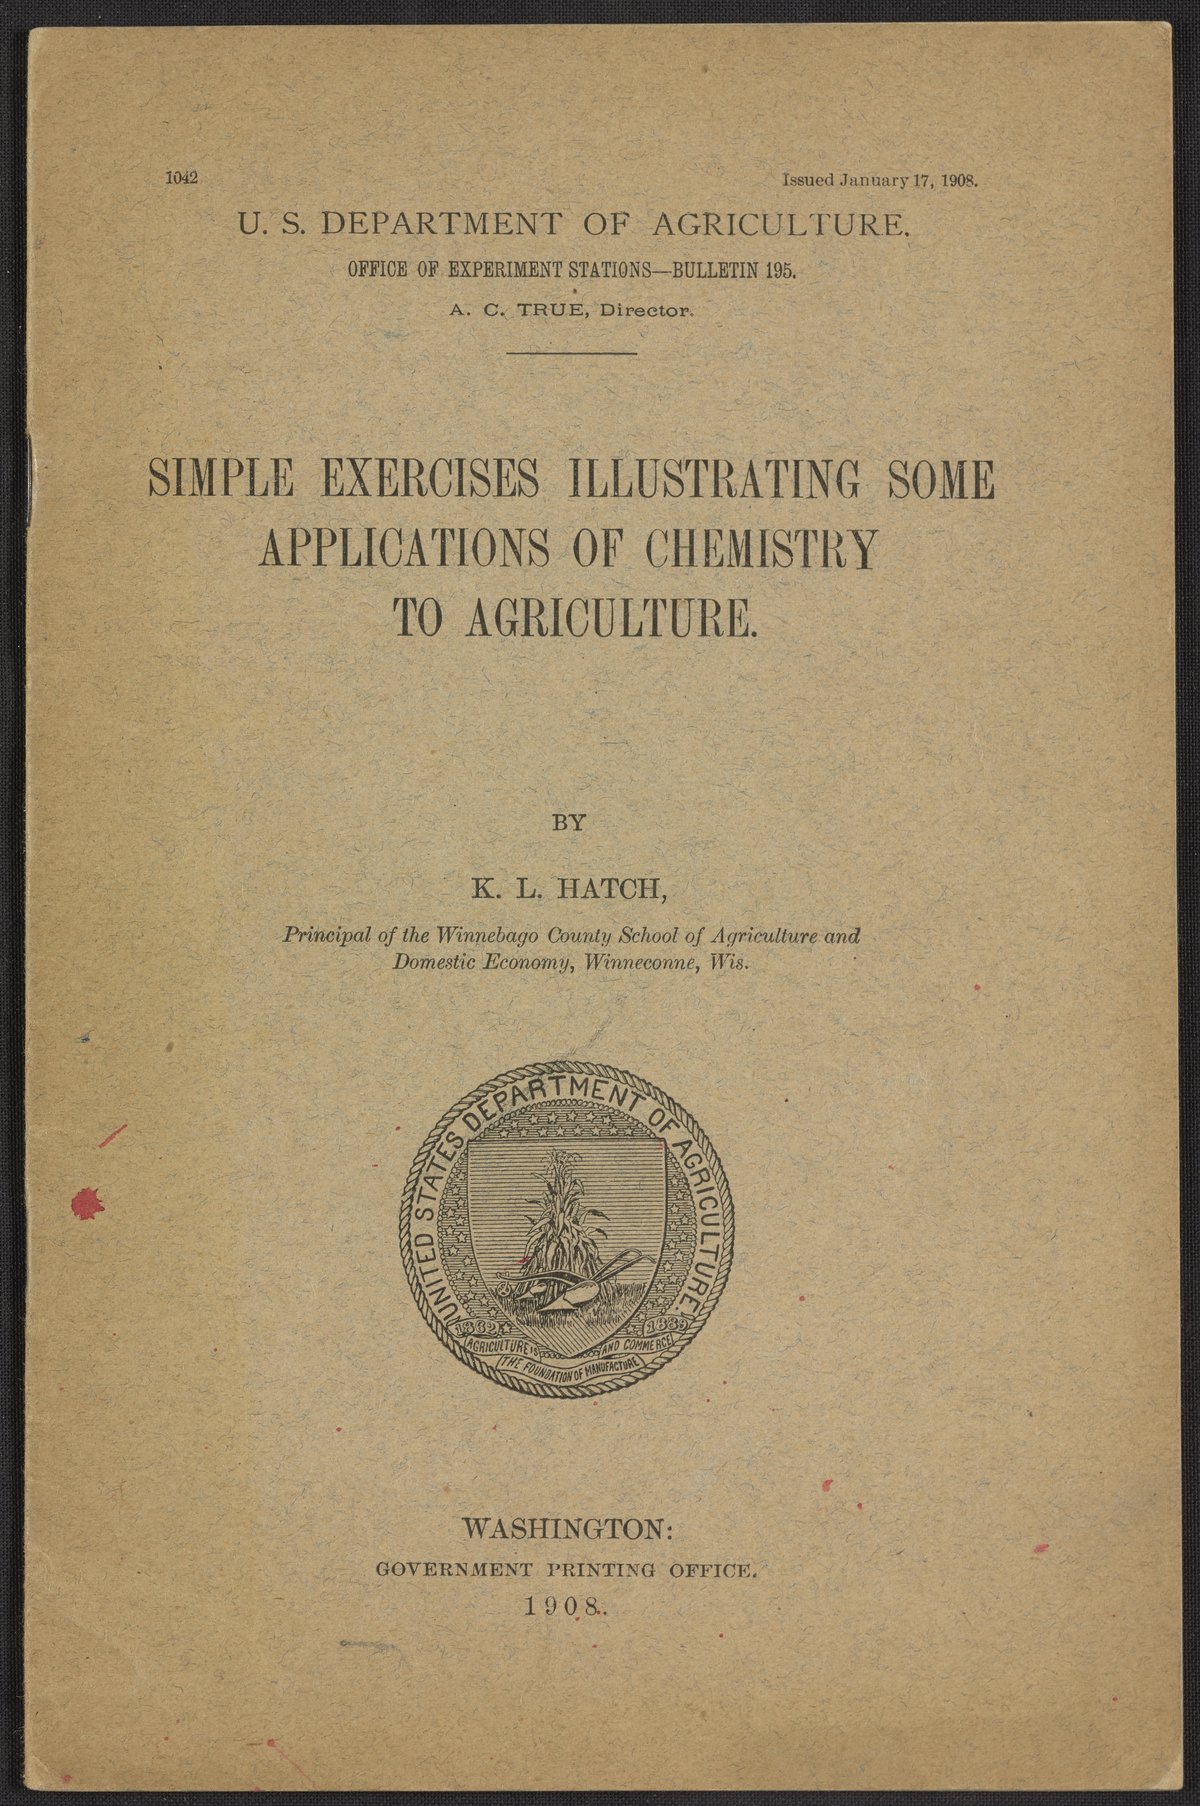 1042
Issued January 17, 1908.
U. S. DEPARTMENT OF AGRICULTURE.
OFFICE OF EXPERIMENT STATIONS—BULLETIN 195.
A. C. TRUE, Director.
SIMPLE EXERCISES ILLUSTRATING SOME
APPLICATIONS OF CHEMISTRY
TO AGRICULTURE.
BY
K. L. HATCH,
Principal of the Winnebago County School of Agriculture and
Domestic Economy, Winneconne, Wis.
UNITED STATES DEPARTMENT OF AGRICULTURE.
1862 1889
AGRICULTURE IS THE FOUNDATION OF MANUFACTURE AND COMMERCE
WASHINGTON:
GOVERNMENT PRINTING OFFICE.
1908.